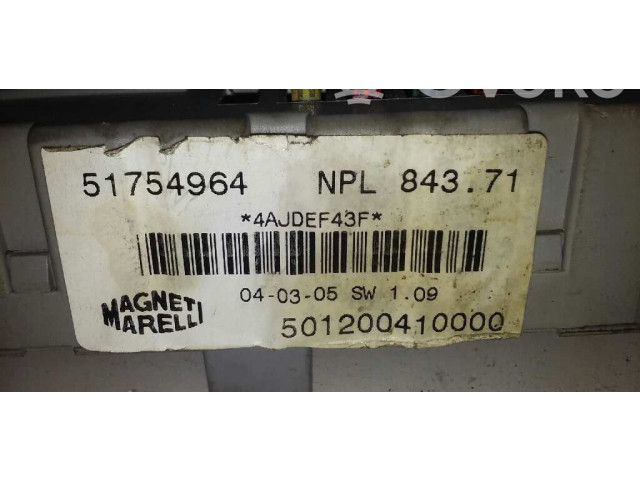 51754964 NPL 843.71
*4AJDEF43F*
04-03-05 SW 1.09
MAGNETI
MARELLI
501200410000